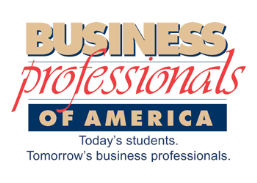 BUSINESS
professionals
OF AMERICA
Today's students.
Tomorrow's business professionals.